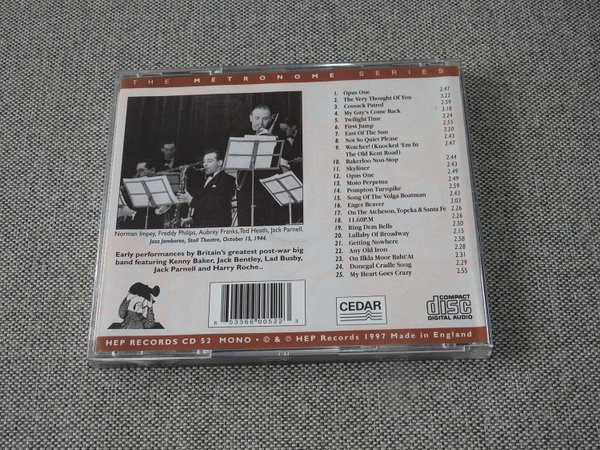 THE METRONOME SERIES
1. Opus One 2.47
2. The Very Thought Of You 3.22
3. Cossack Patrol 2.59
4. My Guy's Come Back 3.18
5. Twilight Time 3.24
6. First Jump 2.55
7. East Of The Sun 3.20
8. Not So Quiet Please 2.43
9. Wotcher! (Knocked 'Em In 2.47
The Old Kent Road)
10. Bakerloo Non-Stop 2.44
11. Skyliner 2.43
12. Opus One 2.49
13. Moto Perpetua 2.49
14. Pompton Turnpike 2.59
15. Song Of The Volga Boatman 2.43
16. Eager Beaver 3.03
17. On The Atcheson, Topeka & Santa Fe 2.26
18. 11.60P.M 2.26
19. Ring Dem Bells 2.50
20. Lullaby Of Broadway 2.15
21. Getting Nowhere 2.58
22. Any Old Iron 2.28
23. On Ilkla Moor Baht'At 2.21
24. Donegal Cradle Song 2.29
25. My Heart Goes Crazy 2.55
Norman Impey, Freddy Philips, Aubrey Franks, Ted Heath, Jack Parnell.
Jazz Jamboree, Stoll Theatre, October 15, 1944.
Early performances by Britain's greatest post-war big
band featuring Kenny Baker, Jack Bentley, Lad Busby,
Jack Parnell and Harry Roche..
6 03366 00522 3
CEDAR
COMPACT
disc
DIGITAL AUDIO
HEP RECORDS CD 52 MONO • © & ℗ HEP Records 1997 Made in England